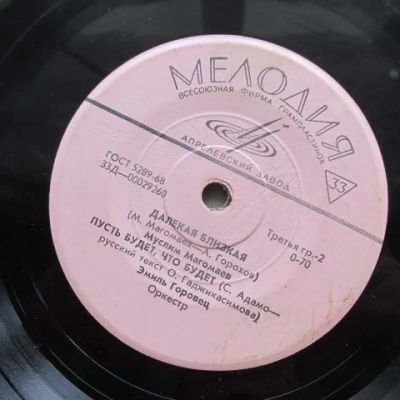 МЕЛОДИЯ
ВСЕСОЮЗНАЯ ФИРМА ГРАМПЛАСТИНОК
АПРЕЛЕВСКИЙ ЗАВОД
33
ГОСТ 5289-68
33Д—00029260
Третья гр.-2
0-70
ДАЛЕКАЯ БЛИЗКАЯ
(М. Магомаев—А. Горохов)
Муслим Магомаев
ПУСТЬ БУДЕТ, ЧТО БУДЕТ (С. Адамо—
русский текст О. Гаджикасимова)
Эмиль Горовец
Оркестр